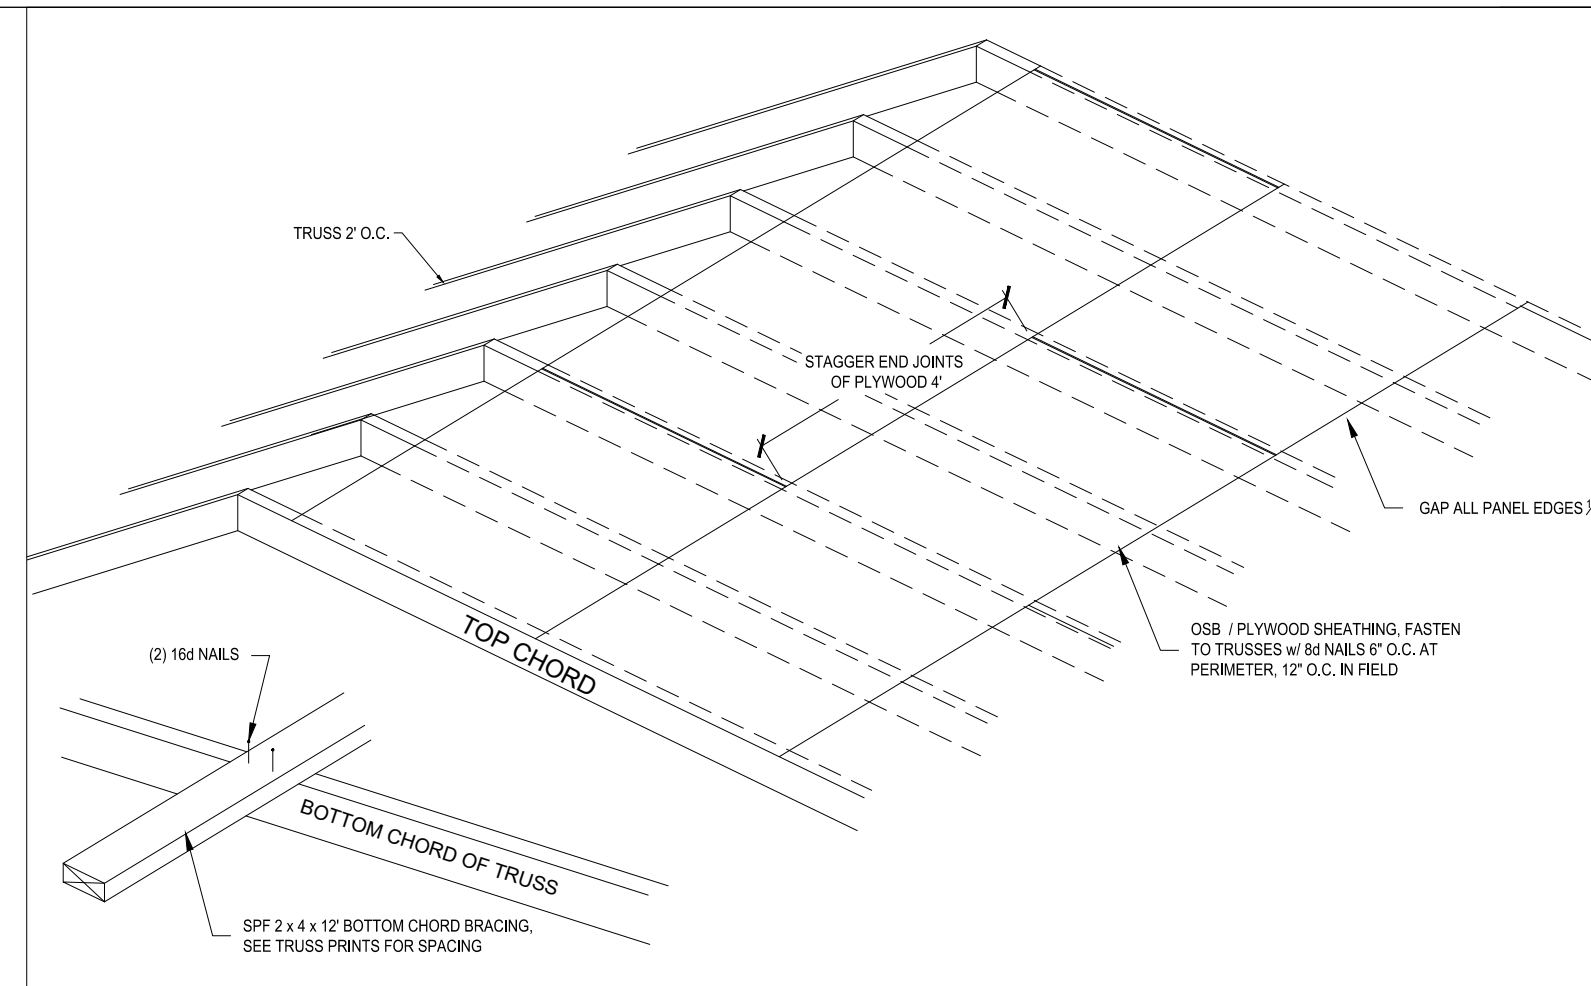 TRUSS 2' O.C.
STAGGER END JOINTS
OF PLYWOOD 4'
GAP ALL PANEL EDGES
OSB / PLYWOOD SHEATHING, FASTEN
TO TRUSSES w/ 8d NAILS 6" O.C. AT
PERIMETER, 12" O.C. IN FIELD
TOP CHORD
(2) 16d NAILS
BOTTOM CHORD OF TRUSS
SPF 2 x 4 x 12' BOTTOM CHORD BRACING,
SEE TRUSS PRINTS FOR SPACING